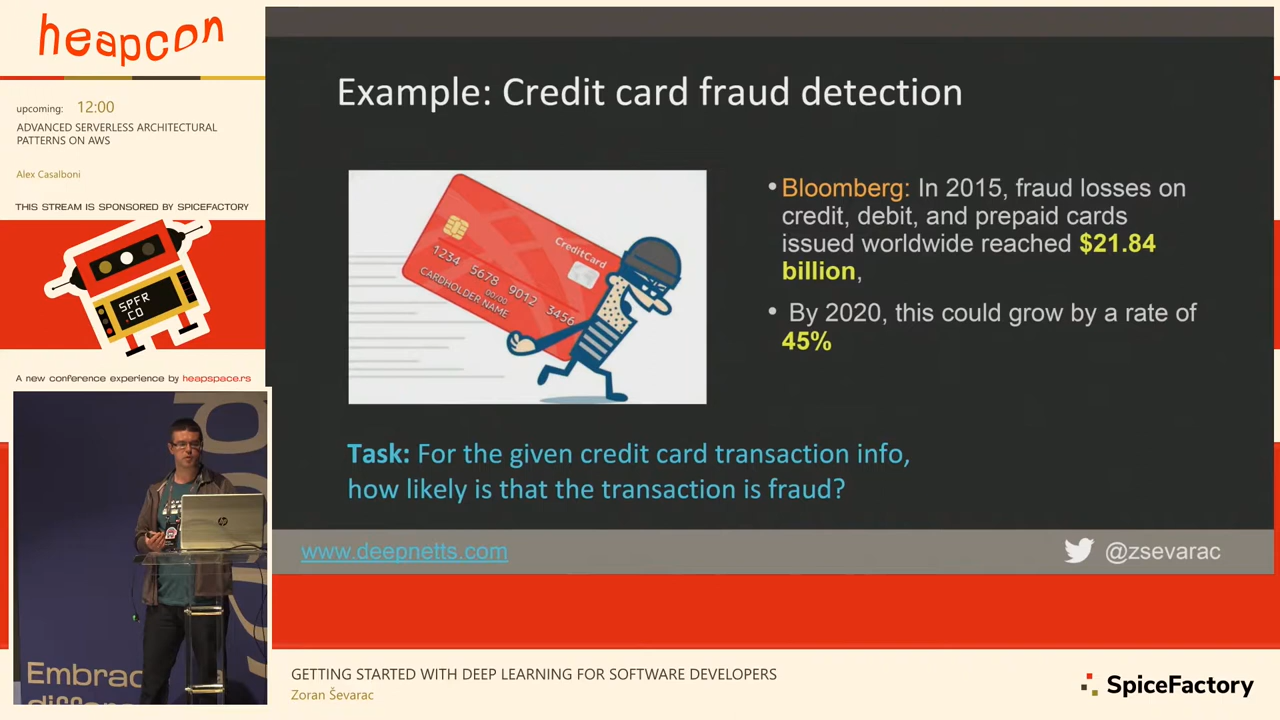 heapcon
upcoming: 12:00
ADVANCED SERVERLESS ARCHITECTURAL
PATTERNS ON AWS
Alex Casalboni
THIS STREAM IS SPONSORED BY SPICEFACTORY
SPFR
.CO
A new conference experience by heapspace.rs
Example: Credit card fraud detection
CreditCard
1234 5678 9012 3456
00/00
CARDHOLDER NAME
• Bloomberg: In 2015, fraud losses on
credit, debit, and prepaid cards
issued worldwide reached $21.84
billion,
• By 2020, this could grow by a rate of
45%
Task: For the given credit card transaction info,
how likely is that the transaction is fraud?
www.deepnetts.com
@zsevarac
hp
GETTING STARTED WITH DEEP LEARNING FOR SOFTWARE DEVELOPERS
Zoran Ševarac
SpiceFactory